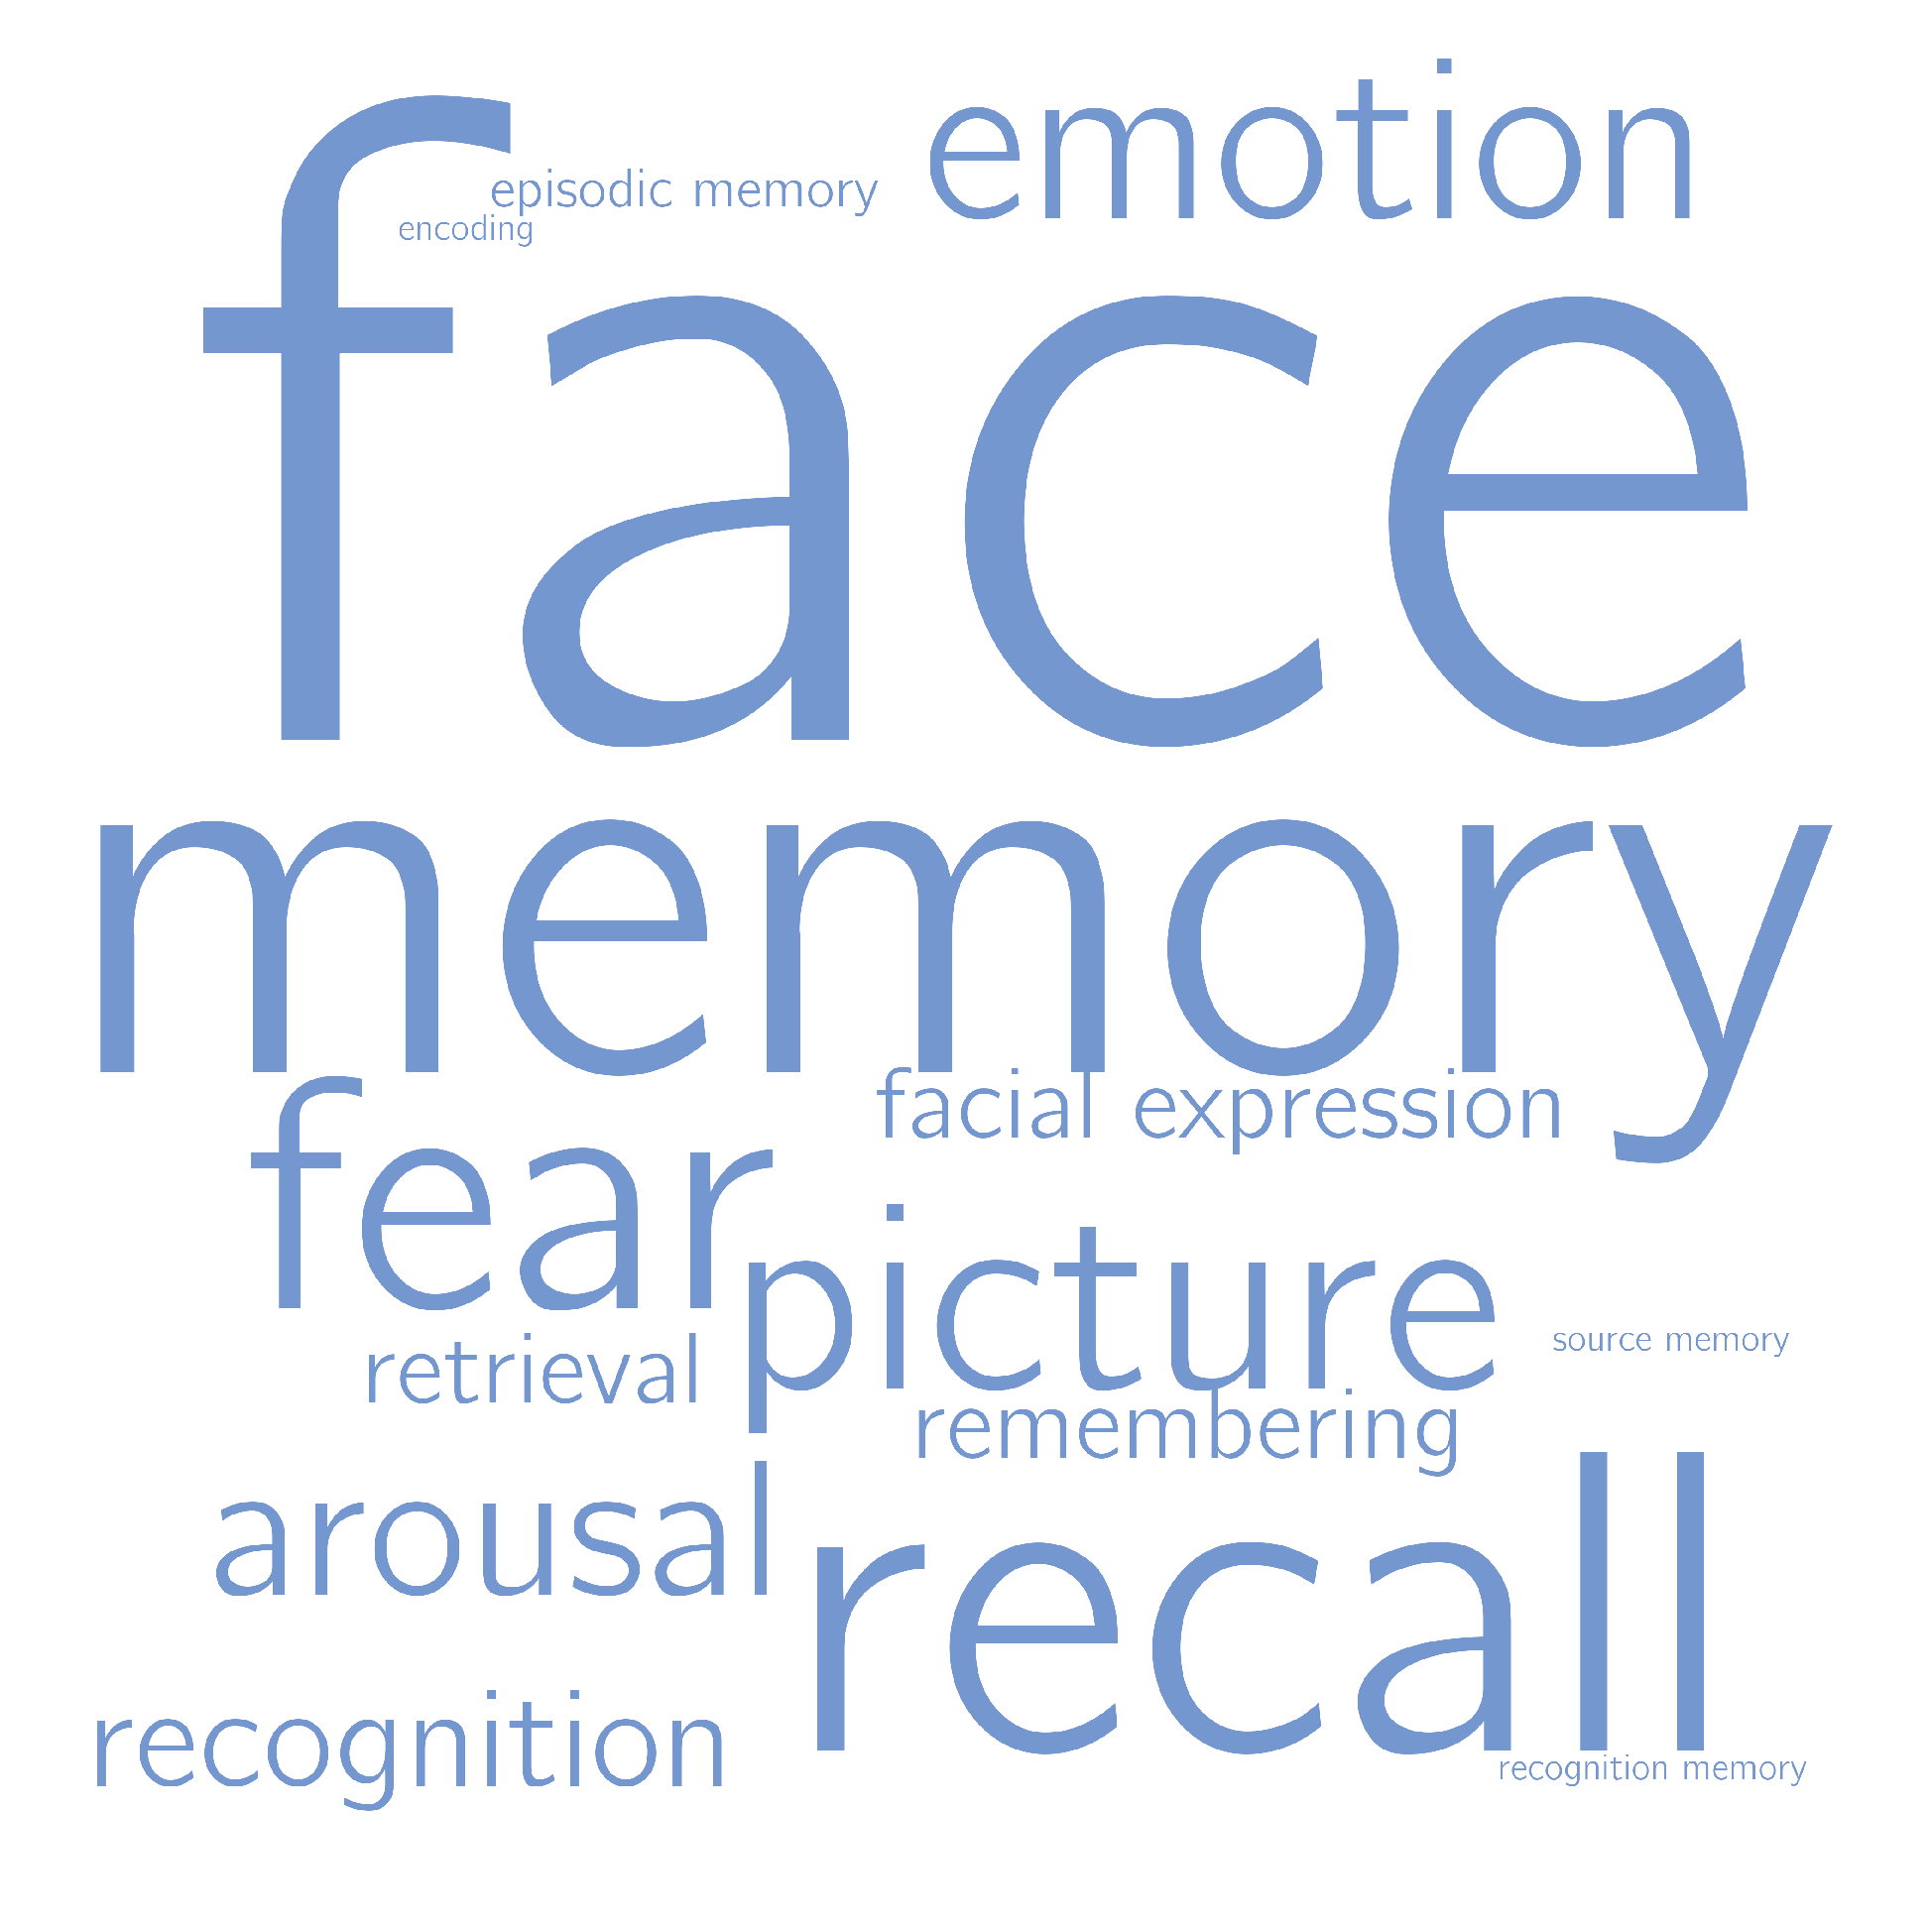 emotion
episodic memory
encoding
face
memory
facial expression
fear
picture
retrieval
source memory
remembering
arousal
recall
recognition
recognition memory